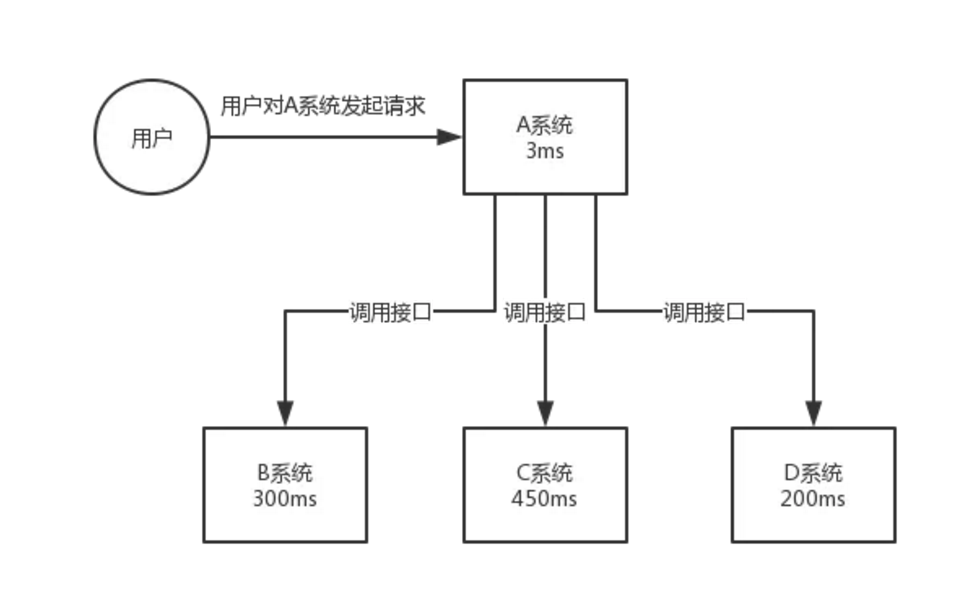 用户对A系统发起请求
用户
A系统
3ms
调用接口
调用接口
调用接口
B系统
300ms
C系统
450ms
D系统
200ms